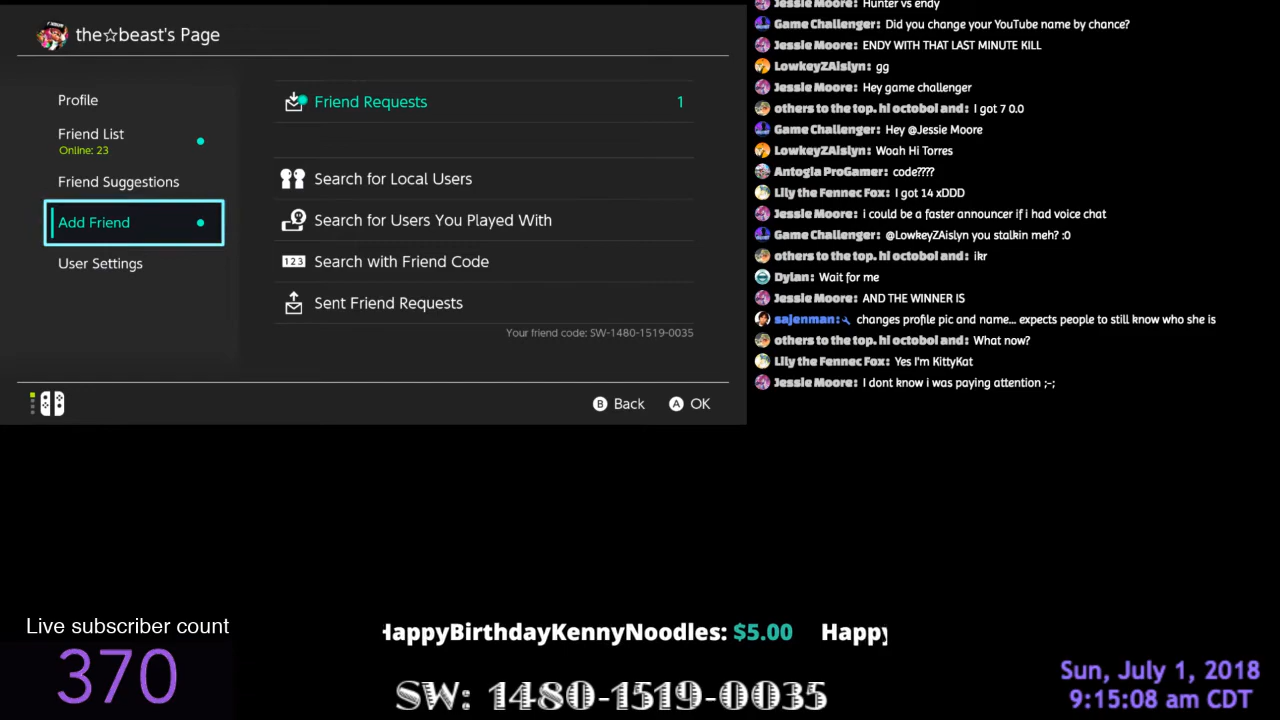 the☆beast's Page
Profile
Friend List
Online: 23
Friend Suggestions
Add Friend
User Settings
Friend Requests 1
Search for Local Users
Search for Users You Played With
123 Search with Friend Code
Sent Friend Requests
Your friend code: SW-1480-1519-0035
B Back A OK
Jessie Moore: Hunter vs endy
Game Challenger: Did you change your YouTube name by chance?
Jessie Moore: ENDY WITH THAT LAST MINUTE KILL
LowkeyZAislyn: gg
Jessie Moore: Hey game challenger
others to the top. hi octobol and: I got 7 0.0
Game Challenger: Hey @Jessie Moore
LowkeyZAislyn: Woah Hi Torres
Antogia ProGamer: code????
Lily the Fennec Fox: I got 14 xDDD
Jessie Moore: i could be a faster announcer if i had voice chat
Game Challenger: @LowkeyZAislyn you stalkin meh? :0
others to the top. hi octobol and: ikr
Dylan: Wait for me
Jessie Moore: AND THE WINNER IS
sajenman: changes profile pic and name... expects people to still know who she is
others to the top. hi octobol and: What now?
Lily the Fennec Fox: Yes I'm KittyKat
Jessie Moore: I dont know i was paying attention ;-;
Live subscriber count
370
HappyBirthdayKennyNoodles: $5.00 Happy
SW: 1480-1519-0035
Sun, July 1, 2018
9:15:08 am CDT